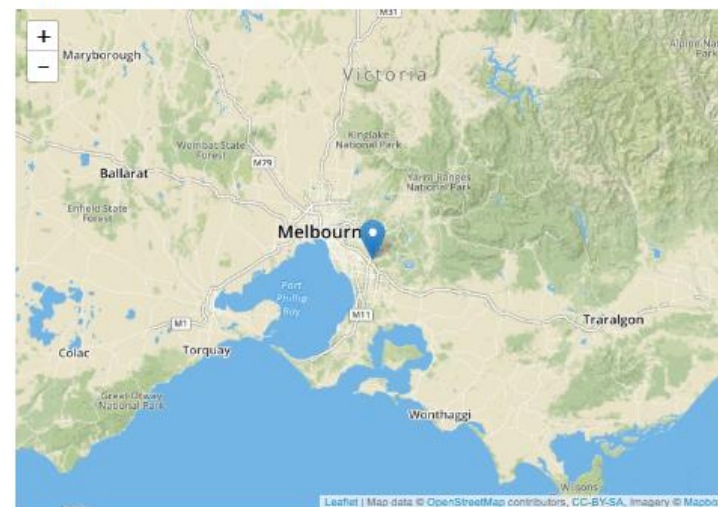 M31
+
−
Maryborough
Alpine Na
Park
Victoria
Kinglake
National Park
Wombat State
Forest
M79
Ballarat
Yarra Ranges
National Park
Enfield State
Forest
Melbourn
Port
Phillip
Bay
M1
M11
Traralgon
Colac
Torquay
Great Otway
National Park
Wonthaggi
Wilsons
Leaflet | Map data © OpenStreetMap contributors, CC-BY-SA, Imagery © Mapbo